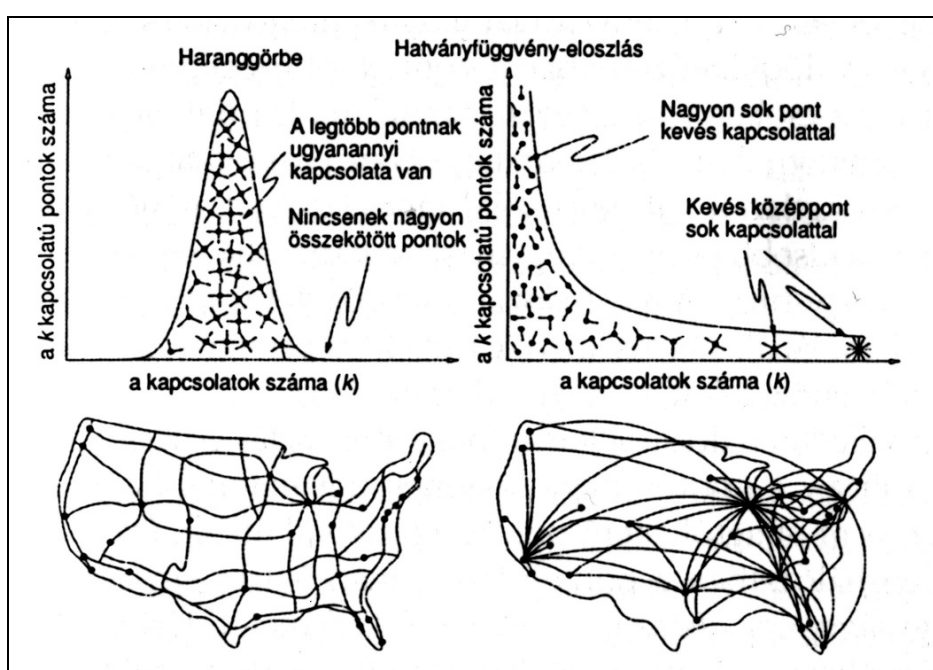 Haranggörbe
a k kapcsolatú pontok száma
A legtöbb pontnak
ugyanannyi
kapcsolata van
Nincsenek nagyon
összekötött pontok
a kapcsolatok száma (k)
Hatványfüggvény-eloszlás
a k kapcsolatú pontok száma
Nagyon sok pont
kevés kapcsolattal
Kevés középpont
sok kapcsolattal
a kapcsolatok száma (k)